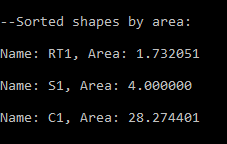 --Sorted shapes by area:
Name: RT1, Area: 1.732051
Name: S1, Area: 4.000000
Name: C1, Area: 28.274401